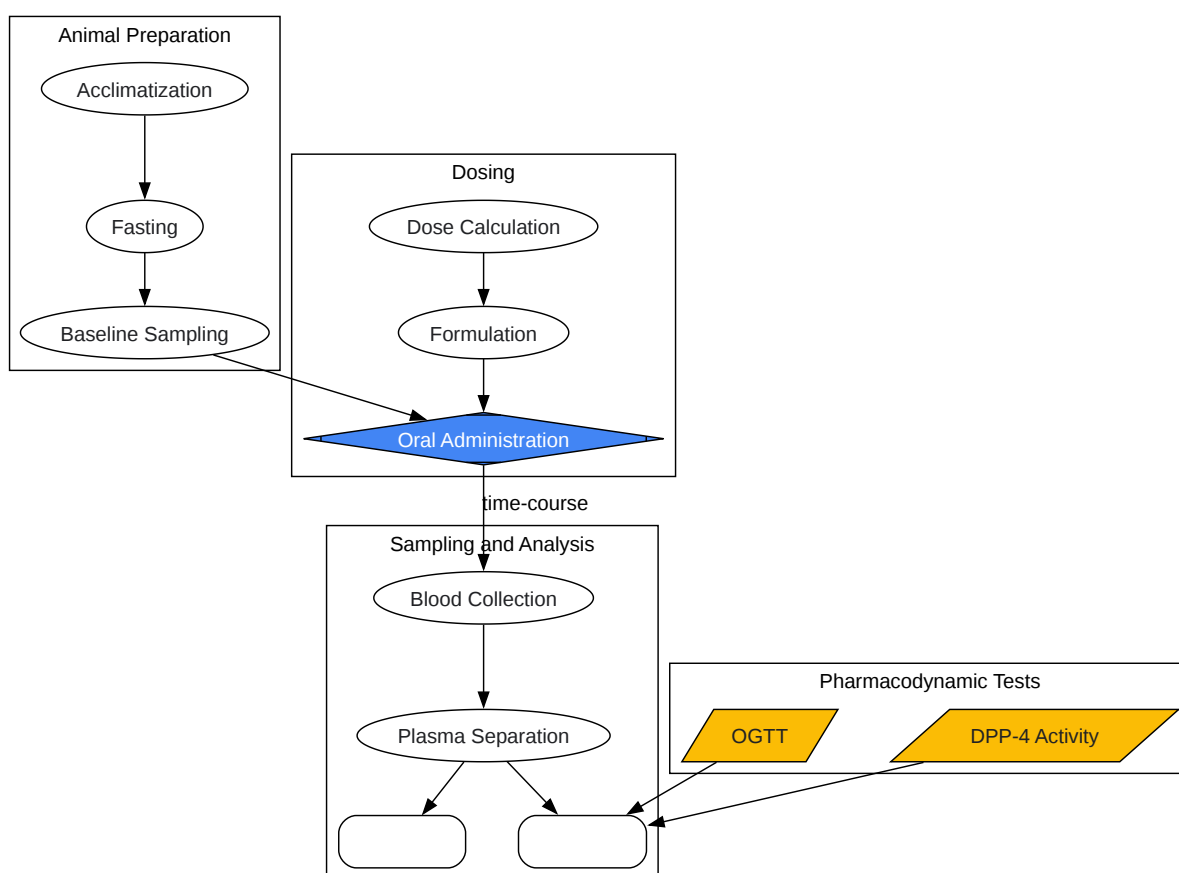 Animal Preparation
Acclimatization
Fasting
Baseline Sampling
Dosing
Dose Calculation
Formulation
Oral Administration
time-course
Sampling and Analysis
Blood Collection
Plasma Separation
Pharmacodynamic Tests
OGTT
DPP-4 Activity